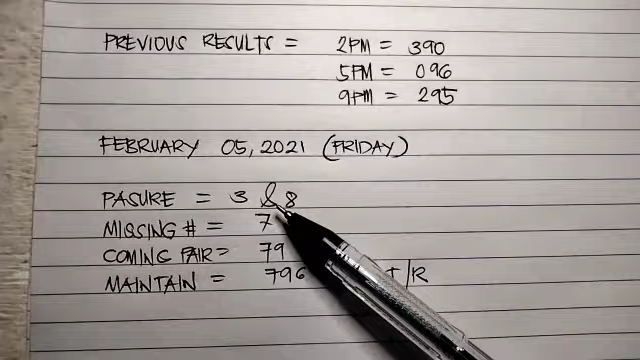 PREVIOUS RESULTS = 2PM = 390
5PM = 096
9PM = 295
FEBRUARY 05, 2021 (FRIDAY)
PASURE = 3 & 8
MISSING # = 7
COMING PAIR = 79
MAINTAIN = 796 T/R